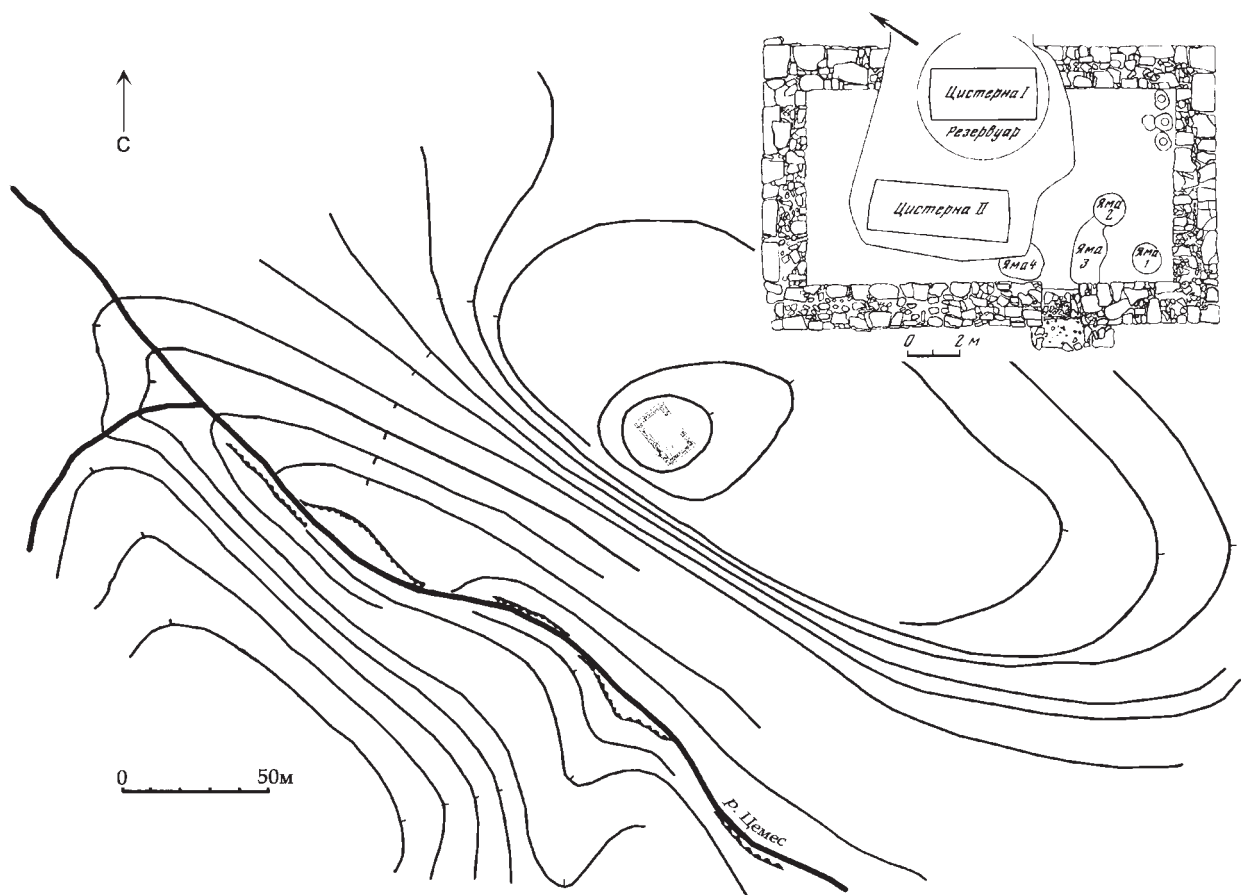 С
Цистерна I
Резервуар
Цистерна II
Яма
2
Яма
3
Яма
1
Яма 4
0 2 м
0 50м
р. Цемес